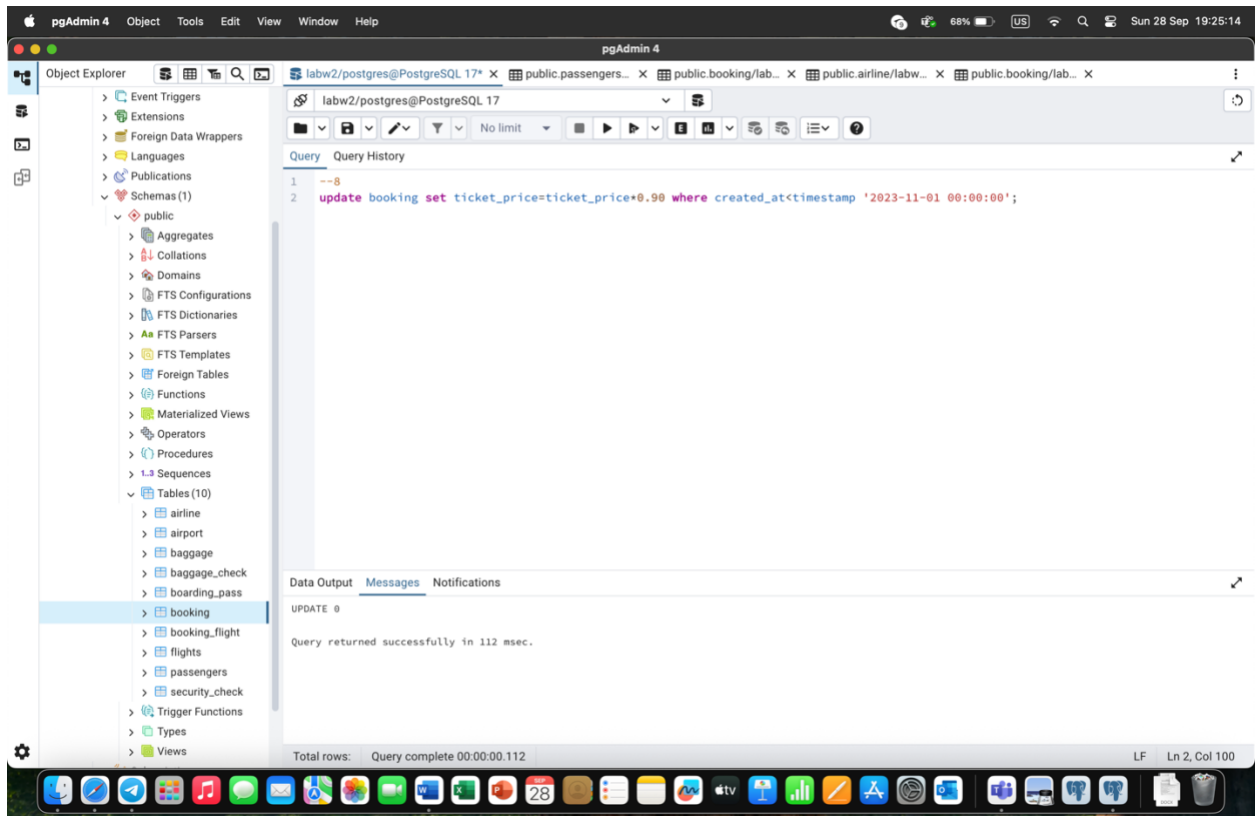 pgAdmin 4 Object Tools Edit View Window Help 68% US Sun 28 Sep 19:25:14
pgAdmin 4
Object Explorer
labw2/postgres@PostgreSQL 17* public.passengers... public.booking/lab... public.airline/labw... public.booking/lab...
Event Triggers
Extensions
Foreign Data Wrappers
Languages
Publications
Schemas (1)
public
Aggregates
Collations
Domains
FTS Configurations
FTS Dictionaries
Aa FTS Parsers
FTS Templates
Foreign Tables
Functions
Materialized Views
Operators
Procedures
1..3 Sequences
Tables (10)
airline
airport
baggage
baggage_check
boarding_pass
booking
booking_flight
flights
passengers
security_check
Trigger Functions
Types
Views
labw2/postgres@PostgreSQL 17
No limit E
Query Query History
1 --8
2 update booking set ticket_price=ticket_price*0.90 where created_at<timestamp '2023-11-01 00:00:00';
Data Output Messages Notifications
UPDATE 0
Query returned successfully in 112 msec.
Total rows: Query complete 00:00:00.112 LF Ln 2, Col 100
SEP
28
tv
DOCX